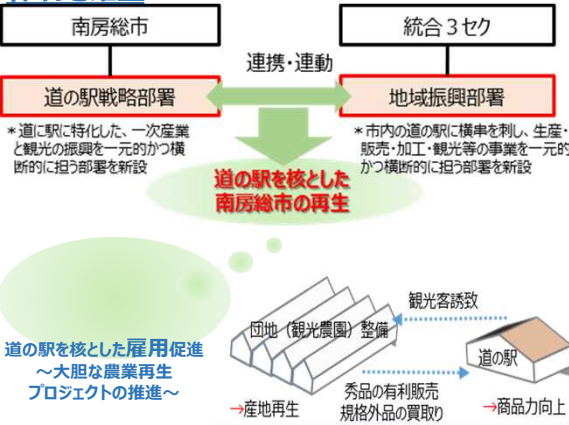 南房総市
統合３セク
連携・連動
道の駅戦略部署
地域振興部署
＊道に駅に特化した、一次産業
と観光の振興を一元的かつ横
断的に担う部署を新設
＊市内の道の駅に横串を刺し、生産・
販売・加工・観光等の事業を一元的
かつ横断的に担う部署を新設
道の駅を核とした
南房総市の再生
観光客誘致
団地（観光農園）整備
道の駅
道の駅を核とした雇用促進
～大胆な農業再生
プロジェクトの推進～
秀品の有利販売
規格外品の買取り
→産地再生
→商品力向上